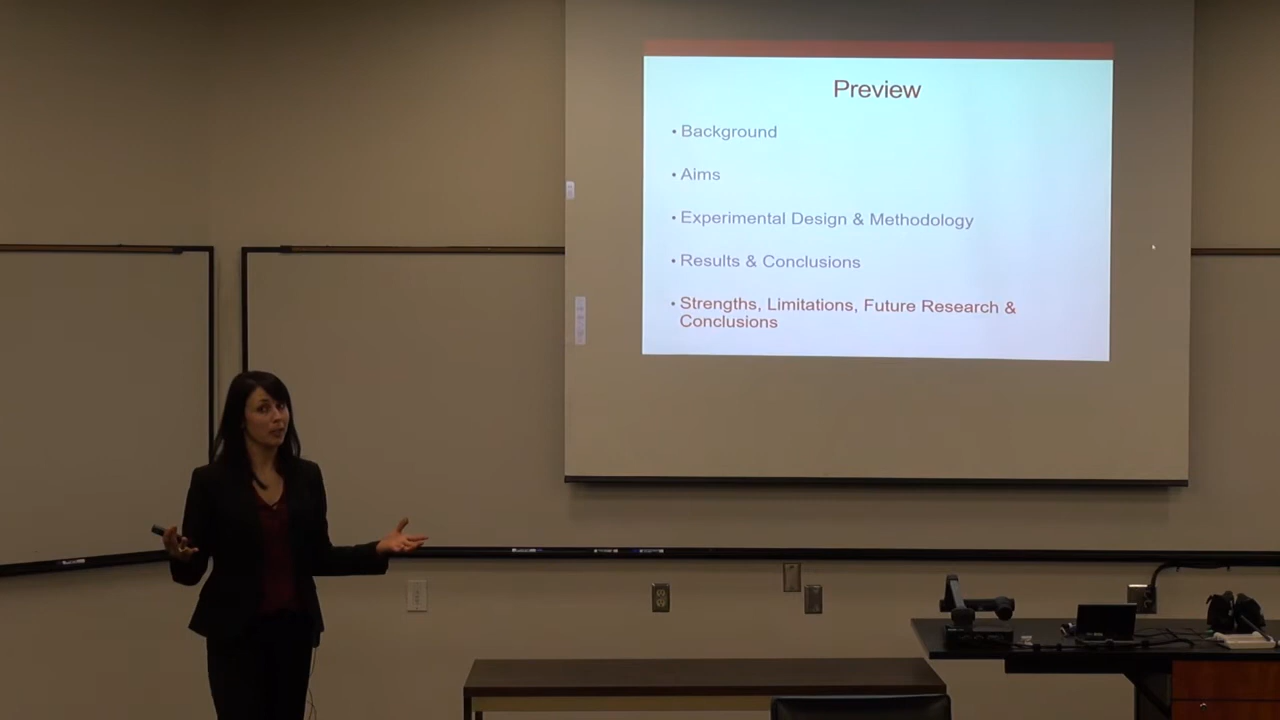 Preview
• Background
• Aims
• Experimental Design & Methodology
• Results & Conclusions
• Strengths, Limitations, Future Research &
Conclusions